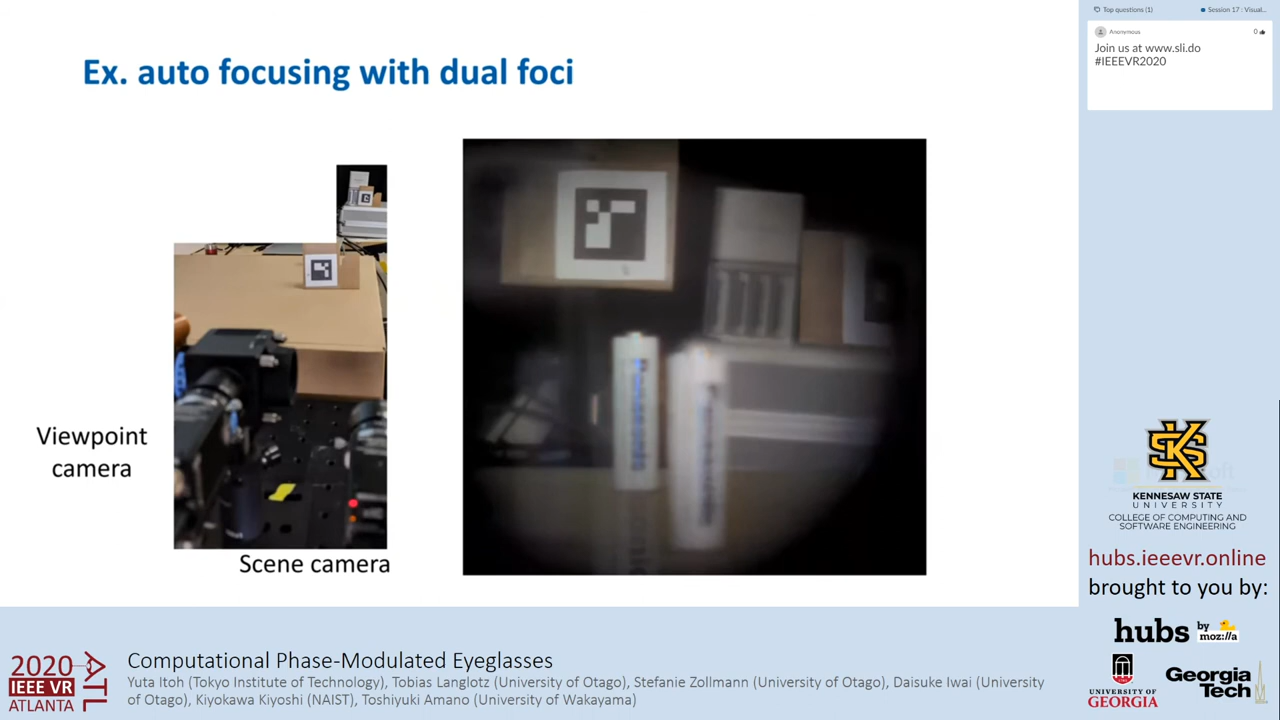 Ex. auto focusing with dual foci
Viewpoint
camera
Scene camera
Top questions (1)
Session 17 : Visual...
Anonymous
0
Join us at www.sli.do
#IEEEVR2020
KENNESAW STATE
UNIVERSITY
COLLEGE OF COMPUTING AND
SOFTWARE ENGINEERING
hubs.ieeevr.online
brought to you by:
hubs by moz://a
UNIVERSITY OF
GEORGIA
Georgia
Tech
2020
IEEE VR
ATLANTA
ATL
Computational Phase-Modulated Eyeglasses
Yuta Itoh (Tokyo Institute of Technology), Tobias Langlotz (University of Otago), Stefanie Zollman (University of Otago), Daisuke Iwai (University
of Otago), Kiyokawa Kiyoshi (NAIST), Toshiyuki Amano (University of Wakayama)